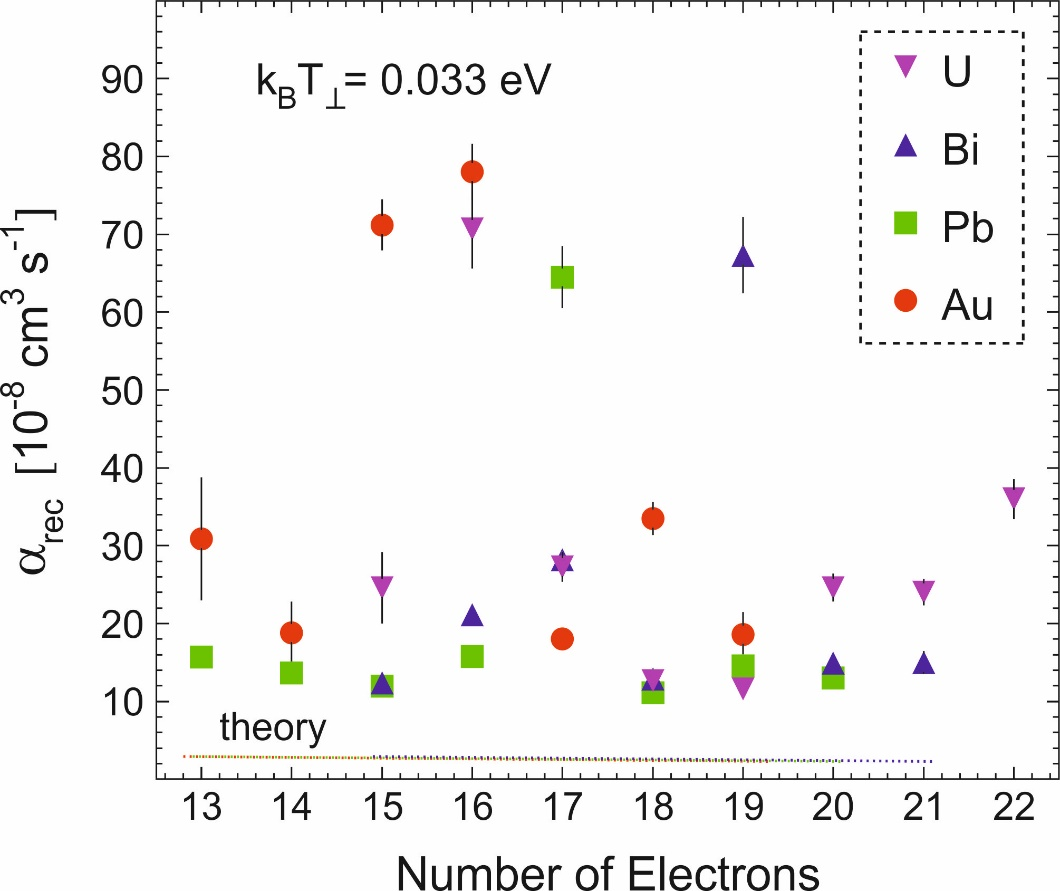 k_BT_⊥= 0.033 eV
U
Bi
Pb
Au
90
80
70
60
50
40
30
20
10
α_rec [10^-8 cm^3 s^-1]
theory
13 14 15 16 17 18 19 20 21 22
Number of Electrons